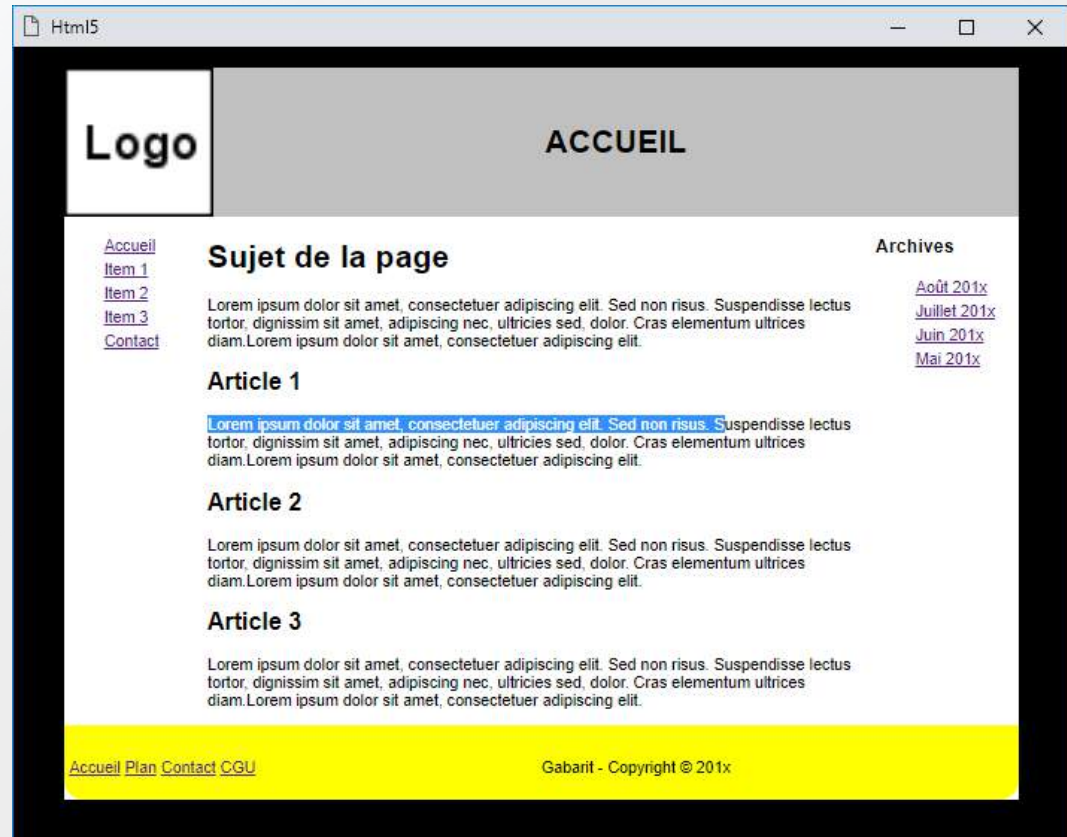 Html5
Logo
ACCUEIL
Accueil
Item 1
Item 2
Item 3
Contact
Sujet de la page
Lorem ipsum dolor sit amet, consectetuer adipiscing elit. Sed non risus. Suspendisse lectus
tortor, dignissim sit amet, adipiscing nec, ultricies sed, dolor. Cras elementum ultrices
diam.Lorem ipsum dolor sit amet, consectetuer adipiscing elit.
Article 1
Lorem ipsum dolor sit amet, consectetuer adipiscing elit. Sed non risus. Suspendisse lectus
tortor, dignissim sit amet, adipiscing nec, ultricies sed, dolor. Cras elementum ultrices
diam.Lorem ipsum dolor sit amet, consectetuer adipiscing elit.
Article 2
Lorem ipsum dolor sit amet, consectetuer adipiscing elit. Sed non risus. Suspendisse lectus
tortor, dignissim sit amet, adipiscing nec, ultricies sed, dolor. Cras elementum ultrices
diam.Lorem ipsum dolor sit amet, consectetuer adipiscing elit.
Article 3
Lorem ipsum dolor sit amet, consectetuer adipiscing elit. Sed non risus. Suspendisse lectus
tortor, dignissim sit amet, adipiscing nec, ultricies sed, dolor. Cras elementum ultrices
diam.Lorem ipsum dolor sit amet, consectetuer adipiscing elit.
Archives
Août 201x
Juillet 201x
Juin 201x
Mai 201x
Accueil Plan Contact CGU
Gabarit - Copyright © 201x